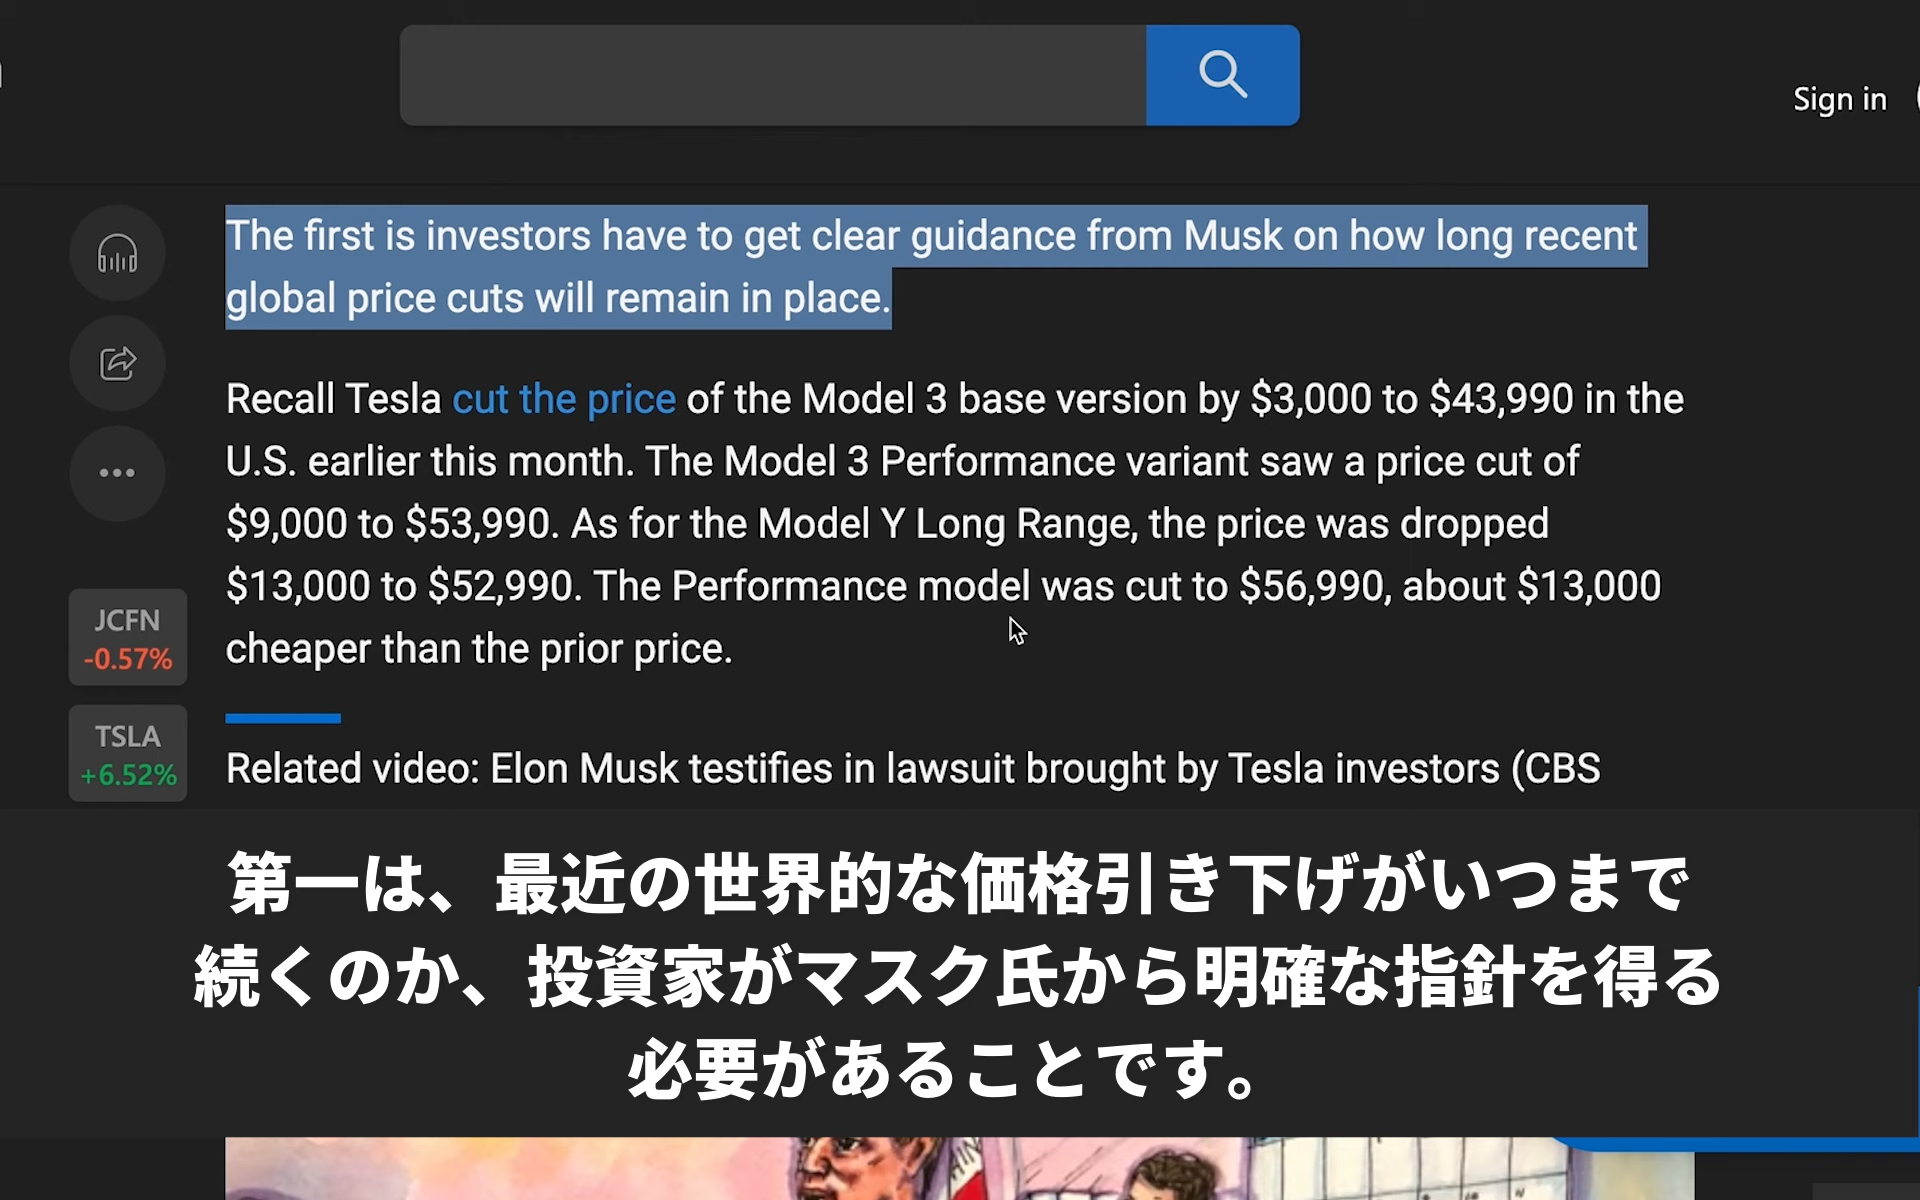 Sign in
The first is investors have to get clear guidance from Musk on how long recent
global price cuts will remain in place.
Recall Tesla cut the price of the Model 3 base version by $3,000 to $43,990 in the
U.S. earlier this month. The Model 3 Performance variant saw a price cut of
$9,000 to $53,990. As for the Model Y Long Range, the price was dropped
$13,000 to $52,990. The Performance model was cut to $56,990, about $13,000
cheaper than the prior price.
JCFN
-0.57%
TSLA
+6.52%
Related video: Elon Musk testifies in lawsuit brought by Tesla investors (CBS
第一は、最近の世界的な価格引き下げがいつまで
続くのか、投資家がマスク氏から明確な指針を得る
必要があることです。